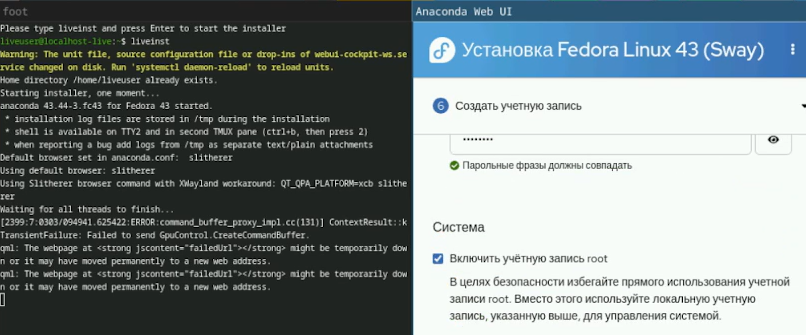 foot
Please type liveinst and press Enter to start the installer
liveuser@localhost-live:~$ liveinst
Warning: The unit file, source configuration file or drop-ins of webui-cockpit-ws.se
rvice changed on disk. Run 'systemctl daemon-reload' to reload units.
Home directory /home/liveuser already exists.
Starting installer, one moment...
anaconda 43.44-3.fc43 for Fedora 43 started.
* installation log files are stored in /tmp during the installation
* shell is available on TTY2 and in second TMUX pane (ctrl+b, then press 2)
* when reporting a bug add logs from /tmp as separate text/plain attachments
Default browser set in anaconda.conf:  slitherer
Using default browser: slitherer
Using Slitherer browser command with XWayland workaround: QT_QPA_PLATFORM=xcb slithe
rer
Waiting for all threads to finish...
[2399:7:0303/094941.625422:ERROR:command_buffer_proxy_impl.cc(131)] ContextResult::k
TransientFailure: Failed to send GpuControl.CreateCommandBuffer.
qml: The webpage at <strong jscontent="failedUrl"></strong> might be temporarily dow
n or it may have moved permanently to a new web address.
qml: The webpage at <strong jscontent="failedUrl"></strong> might be temporarily dow
n or it may have moved permanently to a new web address.
Anaconda Web UI
Установка Fedora Linux 43 (Sway)
6 Создать учетную запись
••••••••
Парольные фразы должны совпадать
Система
Включить учётную запись root
В целях безопасности избегайте прямого использования учетной
записи root. Вместо этого используйте локальную учетную
запись, указанную выше, для управления системой.